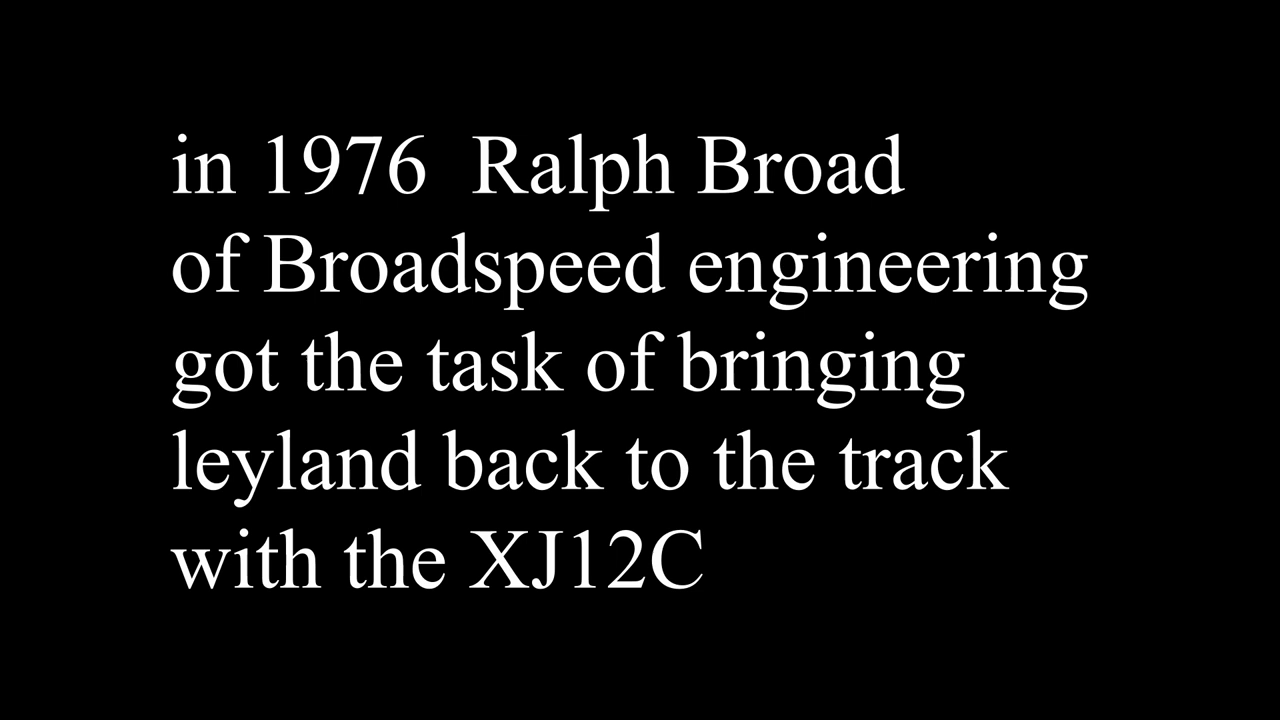 in 1976  Ralph Broad
of Broadspeed engineering
got the task of bringing
leyland back to the track
with the XJ12C